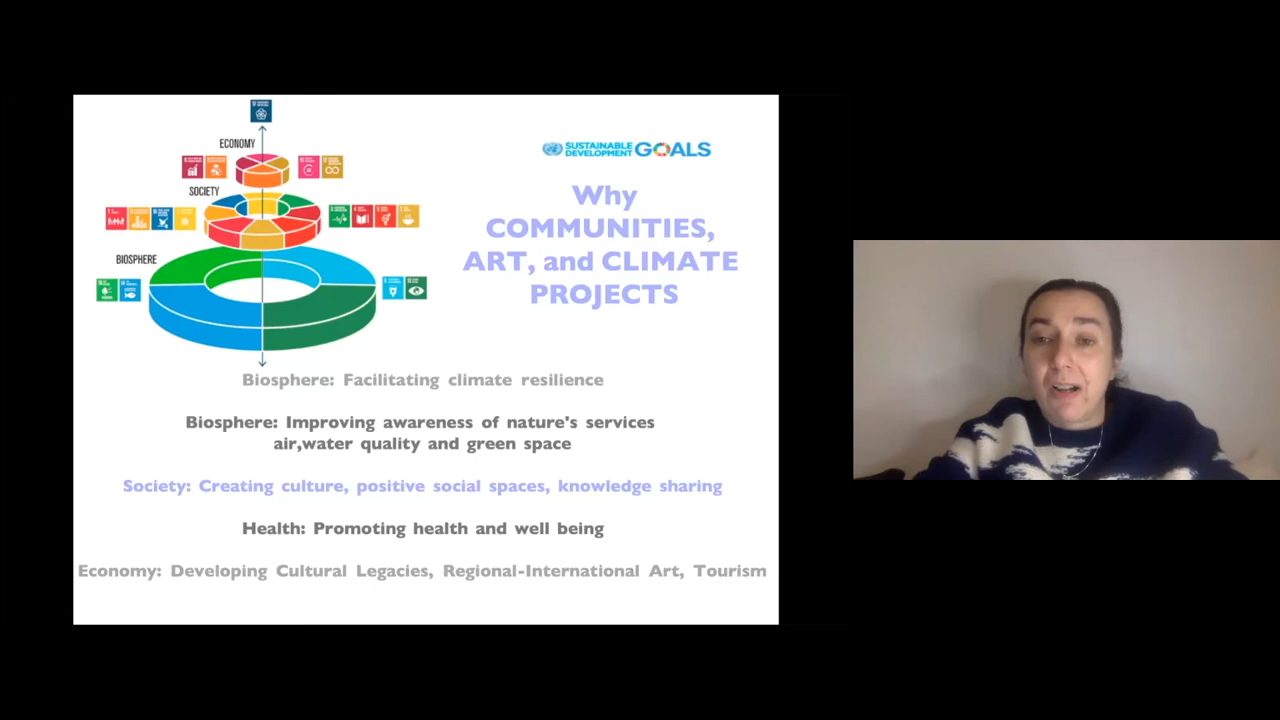 ECONOMY
SOCIETY
BIOSPHERE
SUSTAINABLE
DEVELOPMENT
GOALS
Why
COMMUNITIES,
ART, and CLIMATE
PROJECTS
Biosphere: Facilitating climate resilience
Biosphere: Improving awareness of nature's services
air,water quality and green space
Society: Creating culture, positive social spaces, knowledge sharing
Health: Promoting health and well being
Economy: Developing Cultural Legacies, Regional-International Art, Tourism